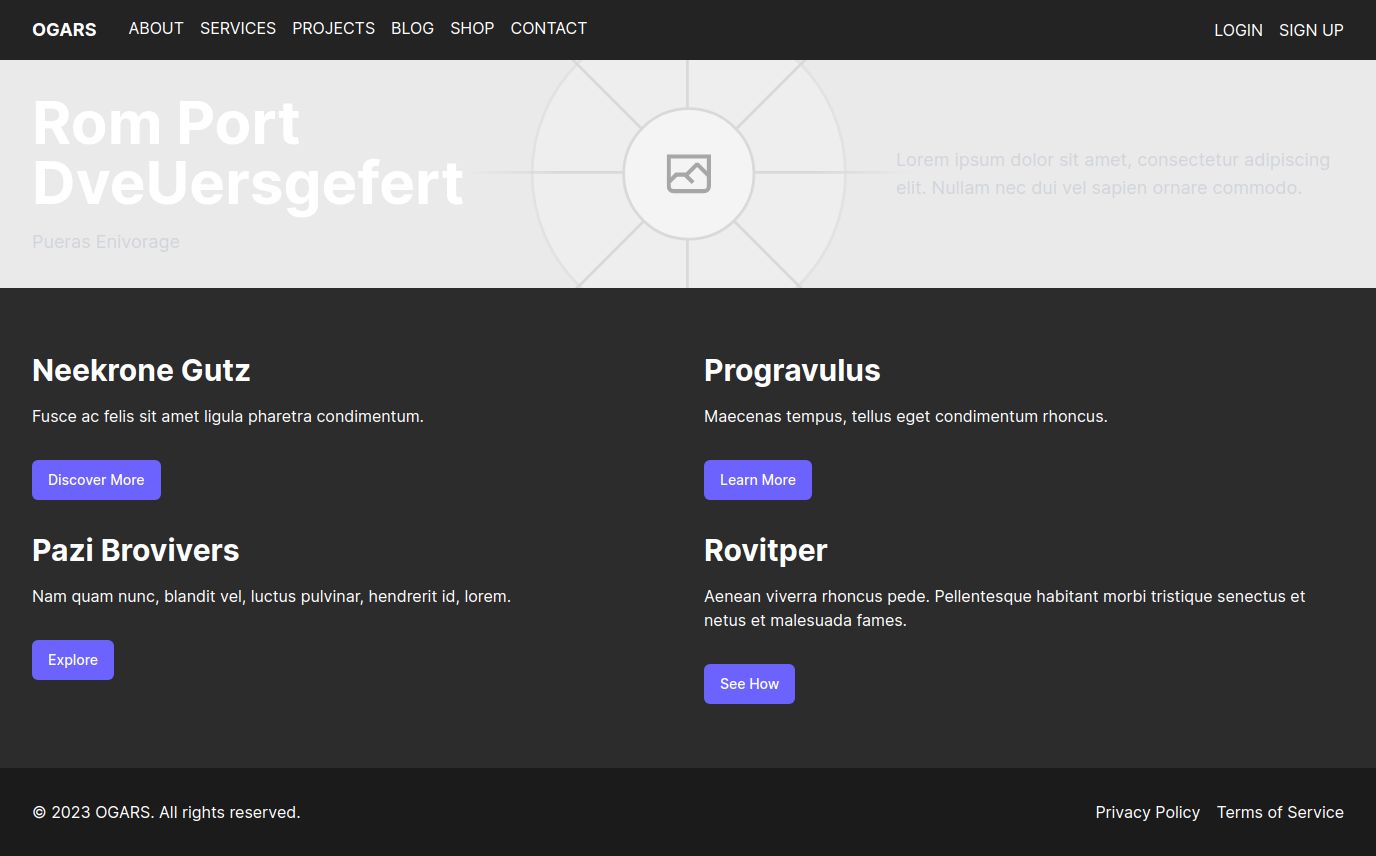 OGARS ABOUT SERVICES PROJECTS BLOG SHOP CONTACT LOGIN SIGN UP
Rom Port
DveUersgefert
Pueras Enivorage
Lorem ipsum dolor sit amet, consectetur adipiscing
elit. Nullam nec dui vel sapien ornare commodo.
Neekrone Gutz
Fusce ac felis sit amet ligula pharetra condimentum.
Discover More
Progravulus
Maecenas tempus, tellus eget condimentum rhoncus.
Learn More
Pazi Brovivers
Nam quam nunc, blandit vel, luctus pulvinar, hendrerit id, lorem.
Explore
Rovitper
Aenean viverra rhoncus pede. Pellentesque habitant morbi tristique senectus et
netus et malesuada fames.
See How
© 2023 OGARS. All rights reserved. Privacy Policy Terms of Service